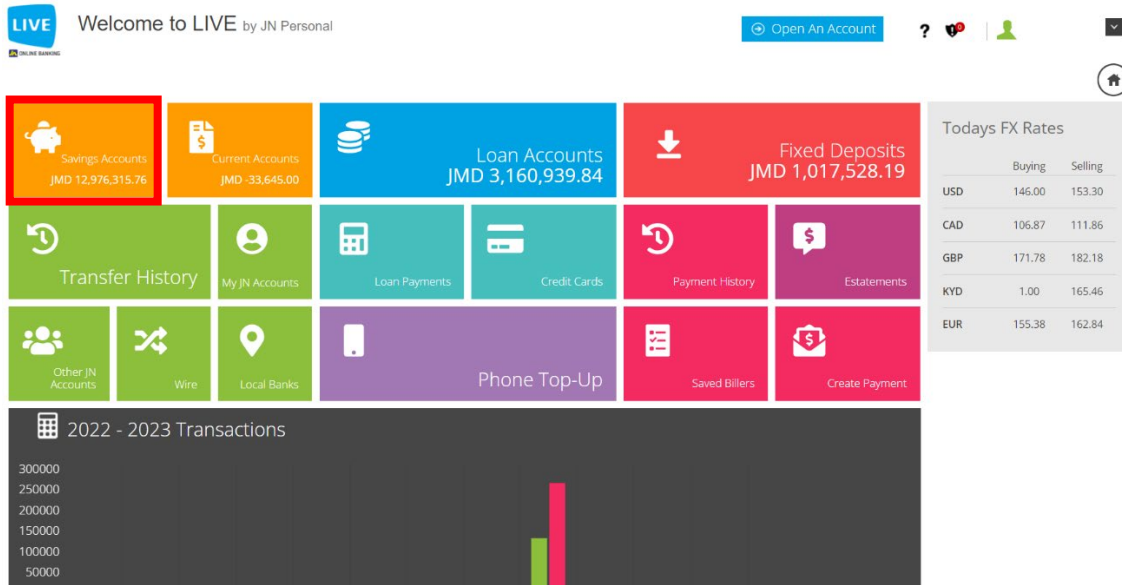 LIVE
ONLINE BANKING
Welcome to LIVE by JN Personal
Open An Account
?
0
Savings Accounts
JMD 12,976,315.76
Current Accounts
JMD -33,645.00
Loan Accounts
JMD 3,160,939.84
Fixed Deposits
JMD 1,017,528.19
Transfer History
My JN Accounts
Loan Payments
Credit Cards
Payment History
Estatements
Other JN
Accounts
Wire
Local Banks
Phone Top-Up
Saved Billers
Create Payment
Todays FX Rates
Buying Selling
USD 146.00 153.30
CAD 106.87 111.86
GBP 171.78 182.18
KYD 1.00 165.46
EUR 155.38 162.84
2022 - 2023 Transactions
300000
250000
200000
150000
100000
50000